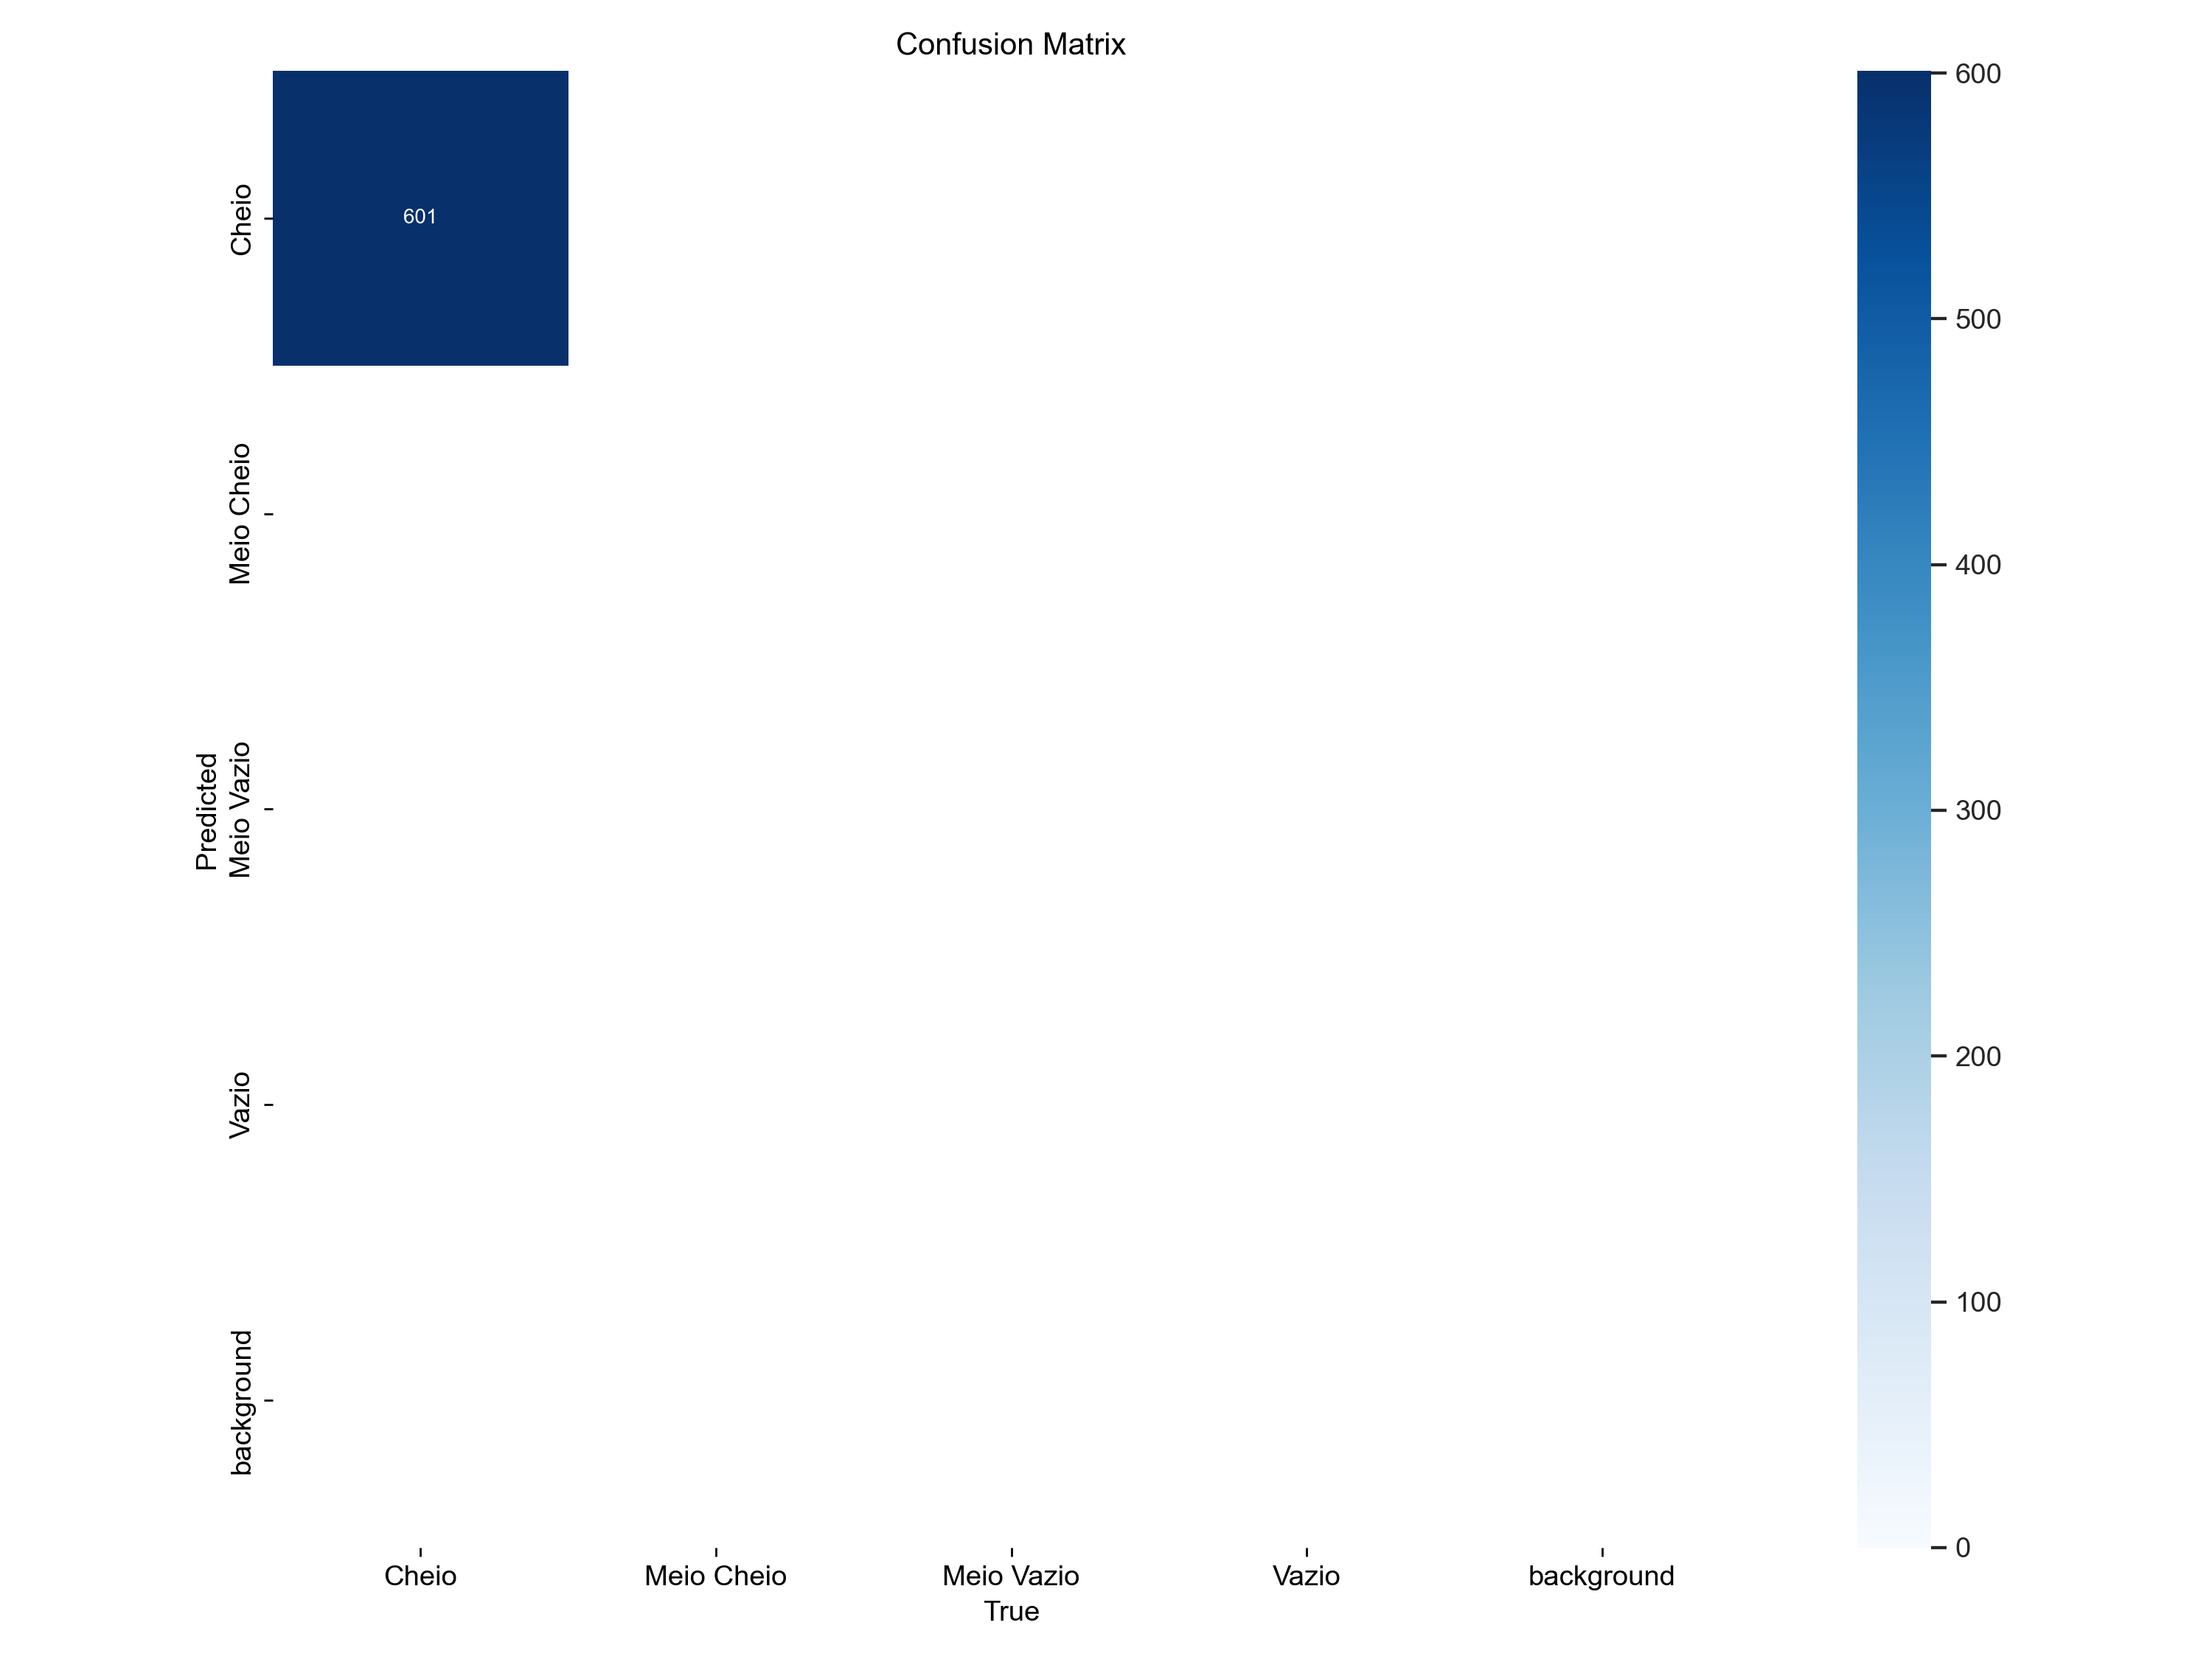 Confusion Matrix
Cheio
Meio Cheio
Meio Vazio
Vazio
background
Predicted
601
Cheio
Meio Cheio
Meio Vazio
Vazio
background
True
600
500
400
300
200
100
0